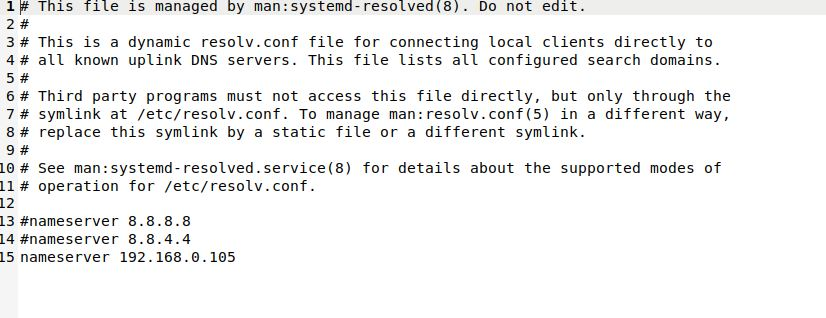 1 # This file is managed by man:systemd-resolved(8). Do not edit.
2 #
3 # This is a dynamic resolv.conf file for connecting local clients directly to
4 # all known uplink DNS servers. This file lists all configured search domains.
5 #
6 # Third party programs must not access this file directly, but only through the
7 # symlink at /etc/resolv.conf. To manage man:resolv.conf(5) in a different way,
8 # replace this symlink by a static file or a different symlink.
9 #
10 # See man:systemd-resolved.service(8) for details about the supported modes of
11 # operation for /etc/resolv.conf.
12
13 #nameserver 8.8.8.8
14 #nameserver 8.8.4.4
15 nameserver 192.168.0.105